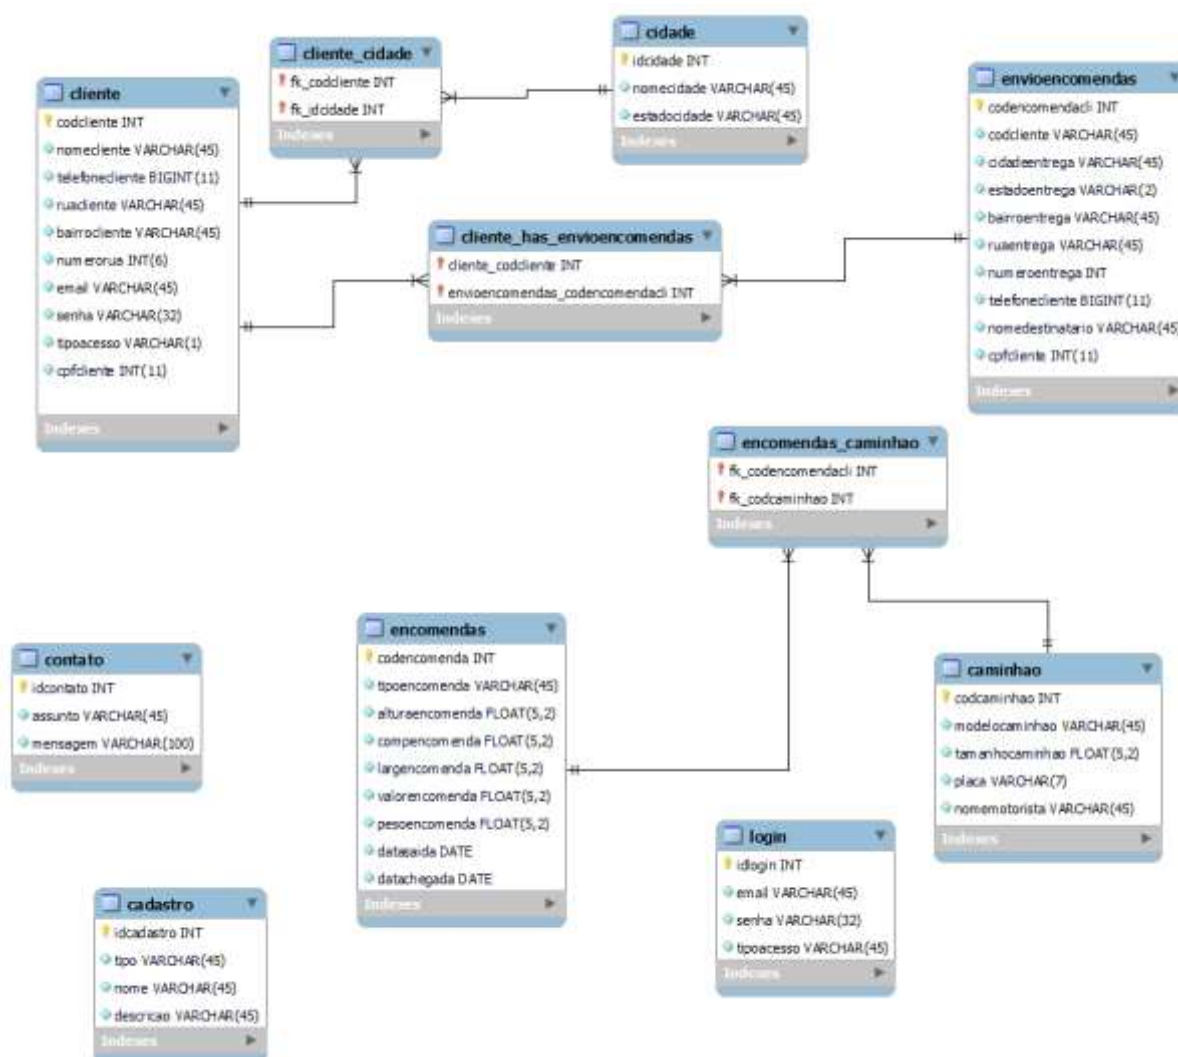 cliente_cidade
fk_codcliente INT
fk_idcidade INT
Indexes
cidade
idcidade INT
nomecidade VARCHAR(45)
estadocidade VARCHAR(45)
Indexes
cliente
codcliente INT
nomecliente VARCHAR(45)
telefonecliente BIGINT(11)
ruacliente VARCHAR(45)
bairrocliente VARCHAR(45)
numerorua INT(6)
email VARCHAR(45)
senha VARCHAR(32)
tipoacesso VARCHAR(1)
cpfcliente INT(11)
Indexes
envioencomendas
codencomendacli INT
codcliente VARCHAR(45)
cidadeentrega VARCHAR(45)
estadoentrega VARCHAR(2)
bairroentrega VARCHAR(45)
ruaentrega VARCHAR(45)
numeroentrega INT
telefonecliente BIGINT(11)
nomedestinatario VARCHAR(45)
cpfcliente INT(11)
Indexes
cliente_has_envioencomendas
cliente_codcliente INT
envioencomendas_codencomendacli INT
Indexes
encomendas_caminhao
fk_codencomendacli INT
fk_codcaminhao INT
Indexes
contato
idcontato INT
assunto VARCHAR(45)
mensagem VARCHAR(100)
Indexes
encomendas
codencomenda INT
tipoencomenda VARCHAR(45)
alturaencomenda FLOAT(5,2)
compencomenda FLOAT(5,2)
largencomenda FLOAT(5,2)
valorencomenda FLOAT(5,2)
pesoencomenda FLOAT(5,2)
datasaida DATE
datachegada DATE
Indexes
caminhao
codcaminhao INT
modelocaminhao VARCHAR(45)
tamanhocaminhao FLOAT(5,2)
placa VARCHAR(7)
nomemotorista VARCHAR(45)
Indexes
login
idlogin INT
email VARCHAR(45)
senha VARCHAR(32)
tipoacesso VARCHAR(45)
Indexes
cadastro
idcadastro INT
tipo VARCHAR(45)
nome VARCHAR(45)
descricao VARCHAR(45)
Indexes